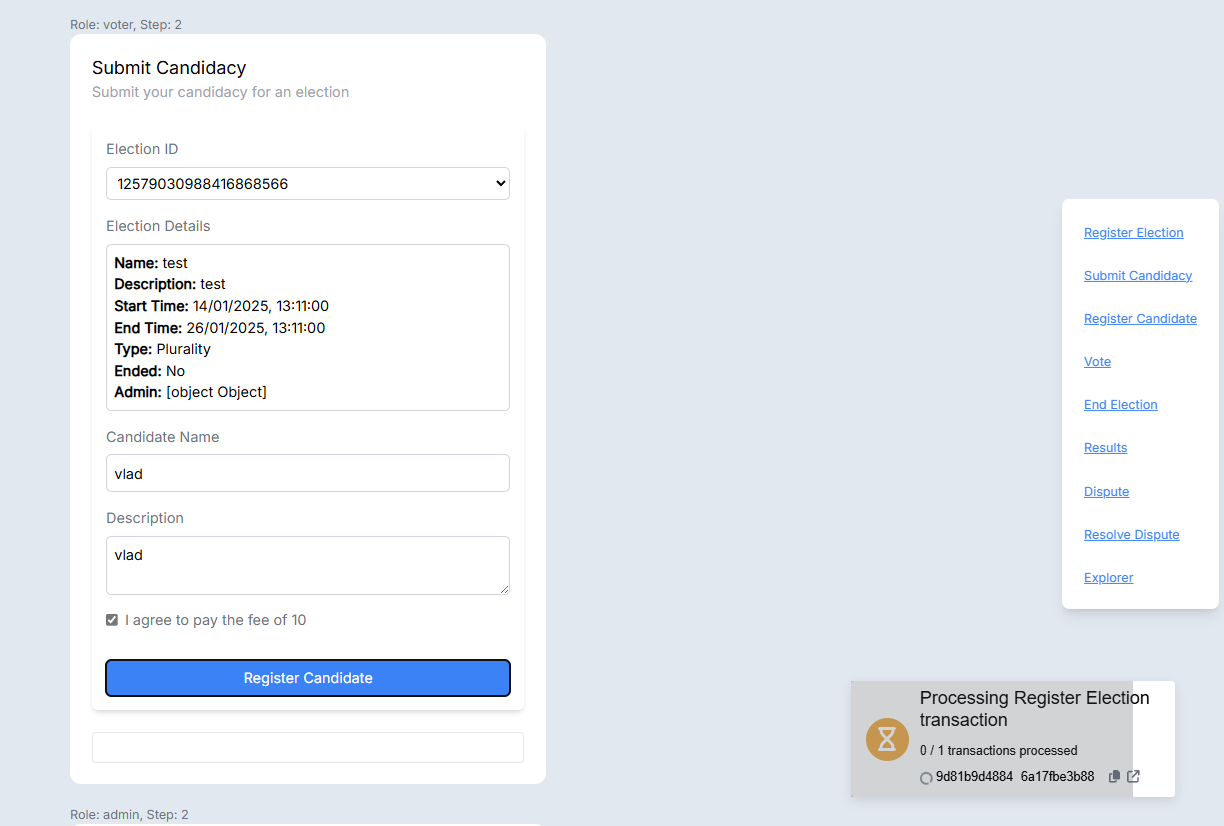 Role: voter, Step: 2
Submit Candidacy
Submit your candidacy for an election
Election ID
12579030988416868566
Election Details
Name: test
Description: test
Start Time: 14/01/2025, 13:11:00
End Time: 26/01/2025, 13:11:00
Type: Plurality
Ended: No
Admin: [object Object]
Candidate Name
vlad
Description
vlad
I agree to pay the fee of 10
Register Candidate
Role: admin, Step: 2
Register Election
Submit Candidacy
Register Candidate
Vote
End Election
Results
Dispute
Resolve Dispute
Explorer
Processing Register Election
transaction
0 / 1 transactions processed
9d81b9d4884 6a17fbe3b88